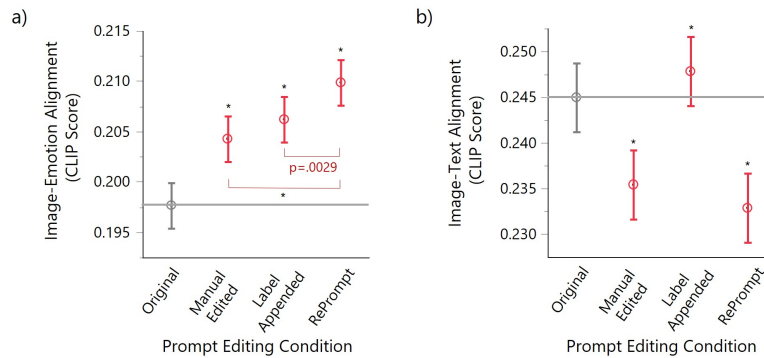 a)
Image-Emotion Alignment
(CLIP Score)
0.215
0.210
0.205
0.200
0.195
*
*
*
p=.0029
*
Original
Manual
Edited
Label
Appended
RePrompt
Prompt Editing Condition
b)
Image-Text Alignment
(CLIP Score)
0.250
0.245
0.240
0.235
0.230
*
*
*
Original
Manual
Edited
Label
Appended
RePrompt
Prompt Editing Condition